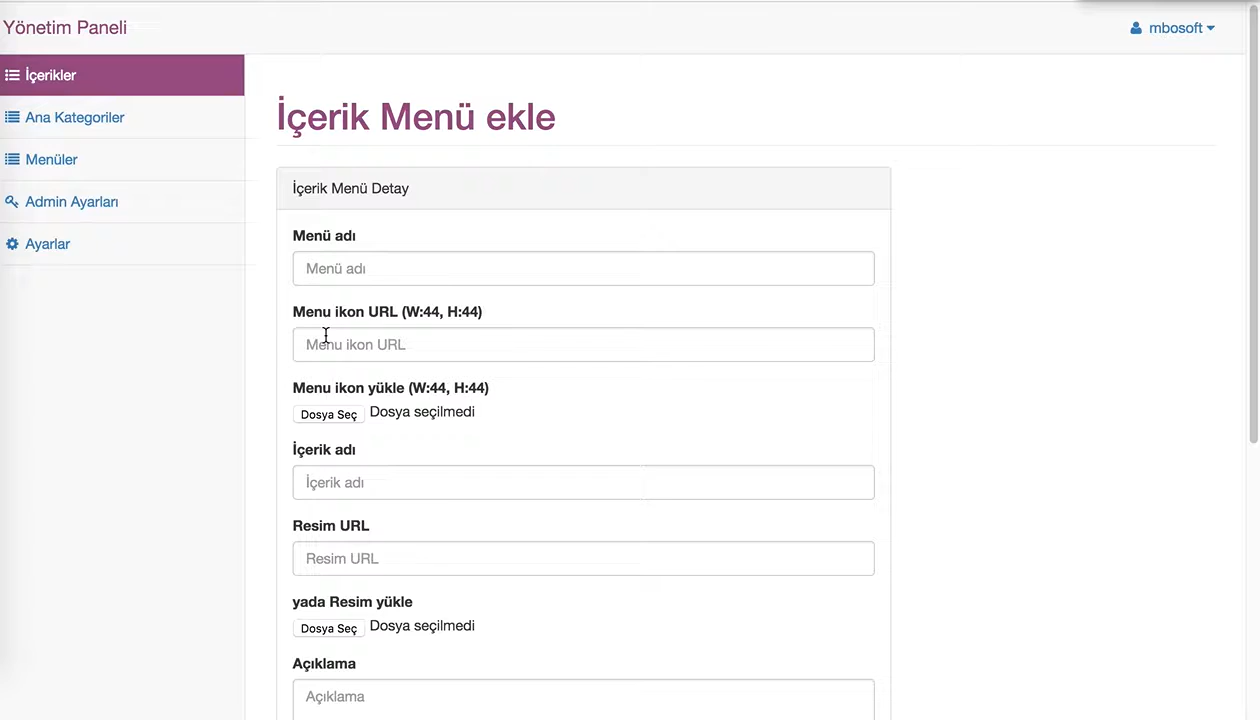 Yönetim Paneli
mbosoft
İçerikler
Ana Kategoriler
Menüler
Admin Ayarları
Ayarlar
İçerik Menü ekle
İçerik Menü Detay
Menü adı
Menü adı
Menu ikon URL (W:44, H:44)
Menu ikon URL
Menu ikon yükle (W:44, H:44)
Dosya Seç Dosya seçilmedi
İçerik adı
İçerik adı
Resim URL
Resim URL
yada Resim yükle
Dosya Seç Dosya seçilmedi
Açıklama
Açıklama